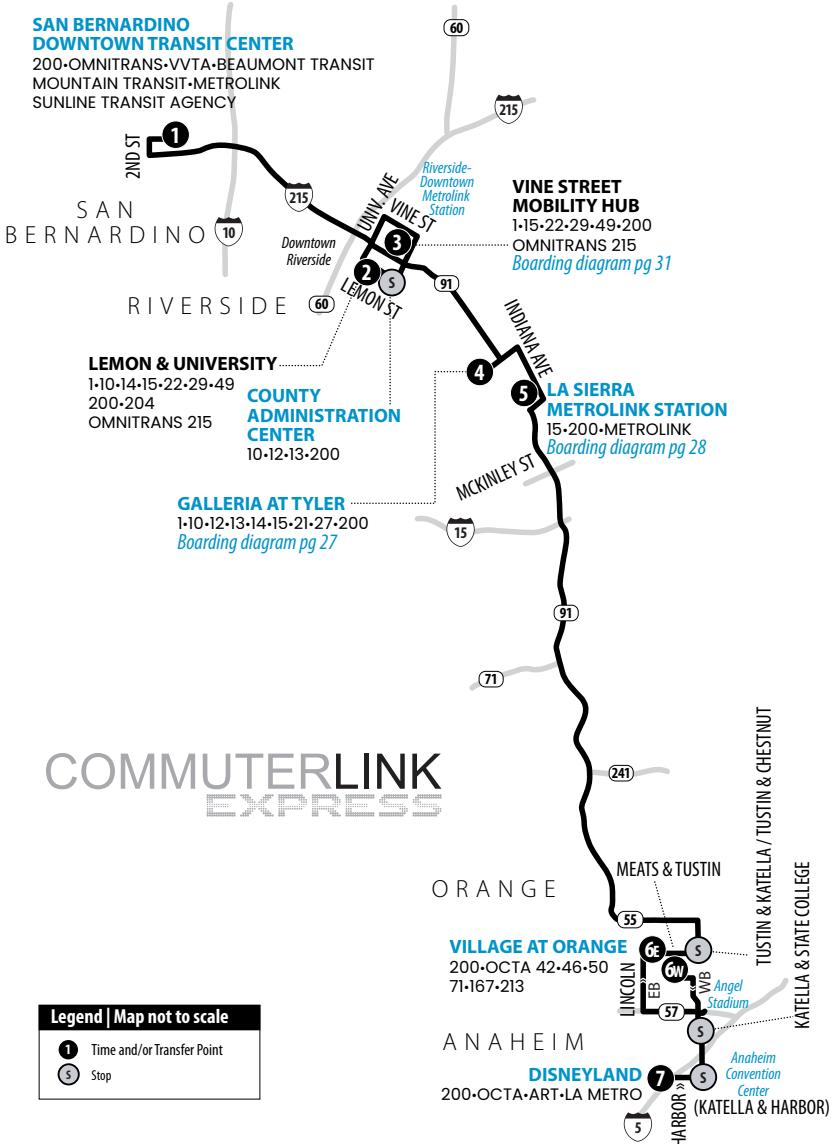 SAN BERNARDINO
DOWNTOWN TRANSIT CENTER
200•OMNITRANS•VVTA•BEAUMONT TRANSIT
MOUNTAIN TRANSIT•METROLINK
SUNLINE TRANSIT AGENCY
60
215
1
2ND ST
215
SAN
BERNARDINO
10
UNIV. AVE
VINE ST
Riverside-
Downtown
Metrolink
Station
VINE STREET
MOBILITY HUB
1•15•22•29•49•200
OMNITRANS 215
Boarding diagram pg 31
Downtown
Riverside
3
2
S
LEMON ST
91
RIVERSIDE
60
INDIANA AVE
LEMON & UNIVERSITY
1•10•14•15•22•29•49
200•204
OMNITRANS 215
COUNTY
ADMINISTRATION
CENTER
10•12•13•200
4
5
LA SIERRA
METROLINK STATION
15•200•METROLINK
Boarding diagram pg 28
MCKINLEY ST
GALLERIA AT TYLER
1•10•12•13•14•15•21•27•200
Boarding diagram pg 27
15
91
71
COMMUTERLINK
EXPRESS
241
MEATS & TUSTIN
TUSTIN & KATELLA / TUSTIN & CHESTNUT
KATELLA & STATE COLLEGE
ORANGE
55
VILLAGE AT ORANGE
200•OCTA 42•46•50
71•167•213
6E
S
6W
LINCOLN
EB
WB
57
Angel
Stadium
S
ANAHEIM
DISNEYLAND
200•OCTA•ART•LA METRO
7
S
Anaheim
Convention
Center
(KATELLA & HARBOR)
HARBOR »
5
Legend | Map not to scale
1 Time and/or Transfer Point
S Stop